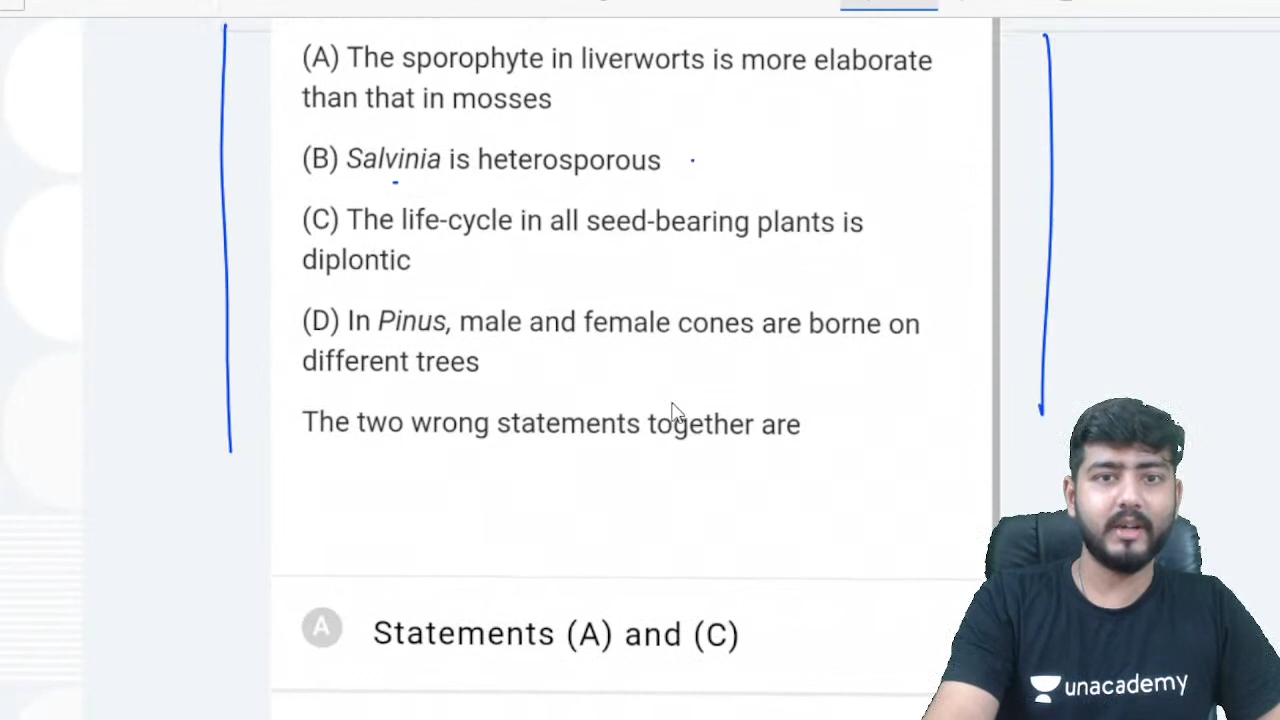 (A) The sporophyte in liverworts is more elaborate
than that in mosses
(B) Salvinia is heterosporous
(C) The life-cycle in all seed-bearing plants is
diplontic
(D) In Pinus, male and female cones are borne on
different trees
The two wrong statements together are
A Statements (A) and (C)
unacademy